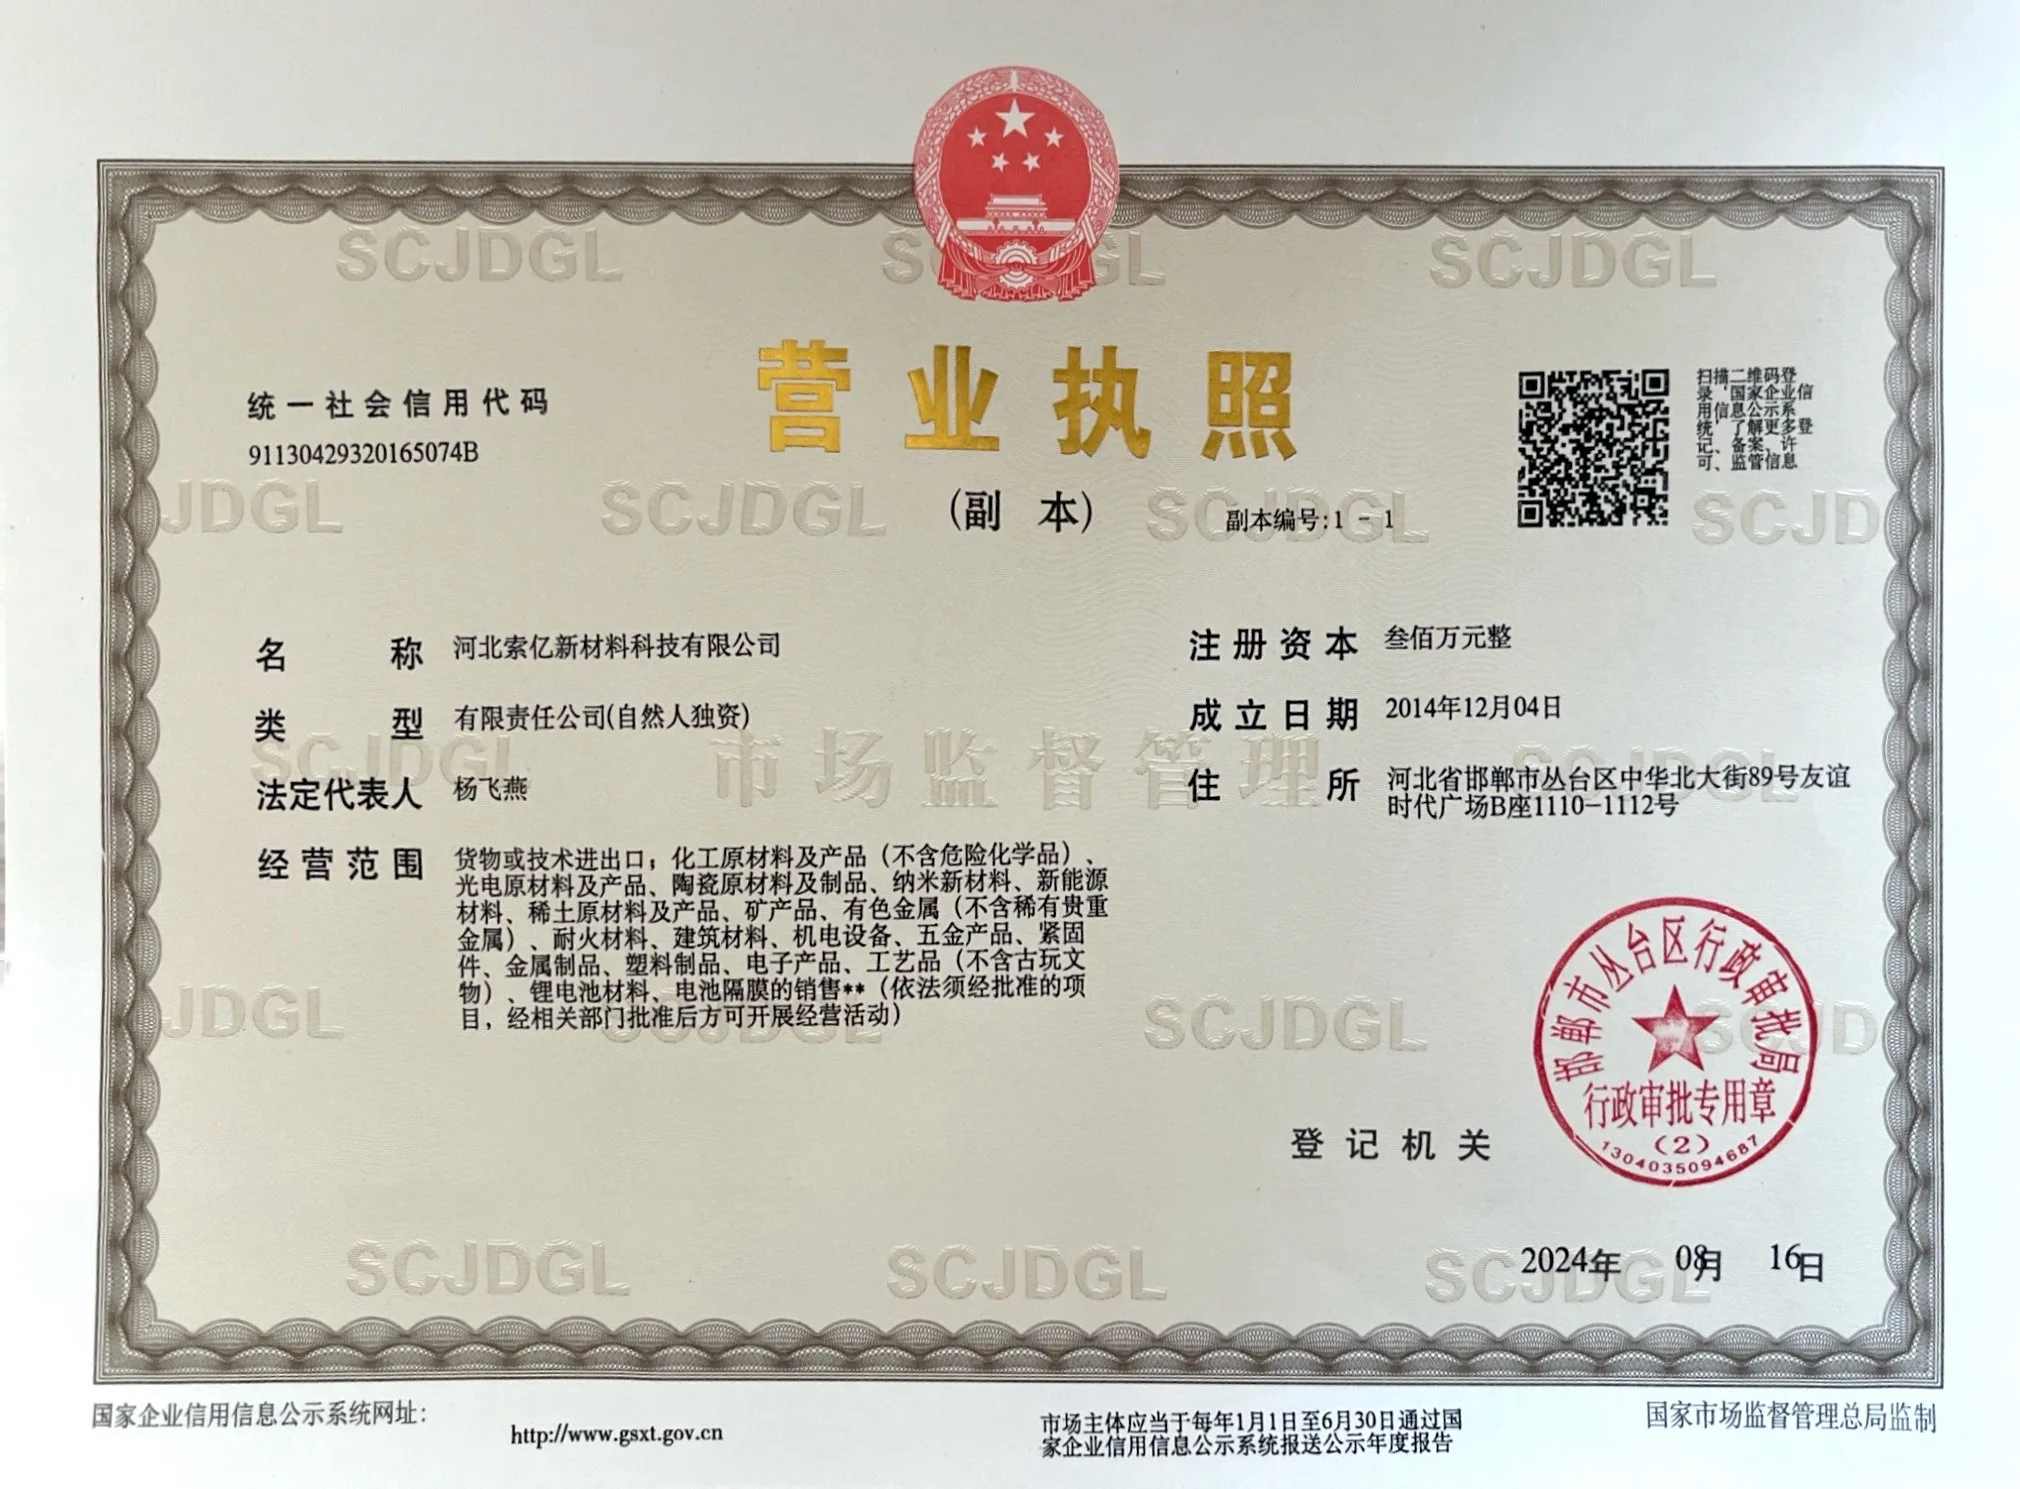 营业执照
(副 本)
副本编号:1 - 1
统一社会信用代码
91130429320165074B
扫描二维码登
录‘国家企业信
用信息公示系
统’了解更多登
记、备案、许
可、监管信息
名 称 河北索亿新材料科技有限公司
类 型 有限责任公司(自然人独资)
法定代表人 杨飞燕
经营范围 货物或技术进出口；化工原材料及产品（不含危险化学品）、
光电原材料及产品、陶瓷原材料及制品、纳米新材料、新能源
材料、稀土原材料及产品、矿产品、有色金属（不含稀有贵重
金属）、耐火材料、建筑材料、机电设备、五金产品、紧固
件、金属制品、塑料制品、电子产品、工艺品（不含古玩文
物）、锂电池材料、电池隔膜的销售**（依法须经批准的项
目，经相关部门批准后方可开展经营活动）
注册资本 叁佰万元整
成立日期 2014年12月04日
住 所 河北省邯郸市丛台区中华北大街89号友谊
时代广场B座1110-1112号
登记机关
邯郸市丛台区行政审批局
行政审批专用章
(2)
1304035094687
2024年 08月 16日
SCJDGL
SCJDGL
SCJDGL
JDGL
SCJDGL
SCJDGL
SCJD
SCJDGL
市场监督管理
SCJDGL
JDGL
SCJDGL
SCJDGL
SCJD
SCJDGL
SCJDGL
SCJDGL
国家企业信用信息公示系统网址：
http://www.gsxt.gov.cn
市场主体应当于每年1月1日至6月30日通过国
家企业信用信息公示系统报送公示年度报告
国家市场监督管理总局监制